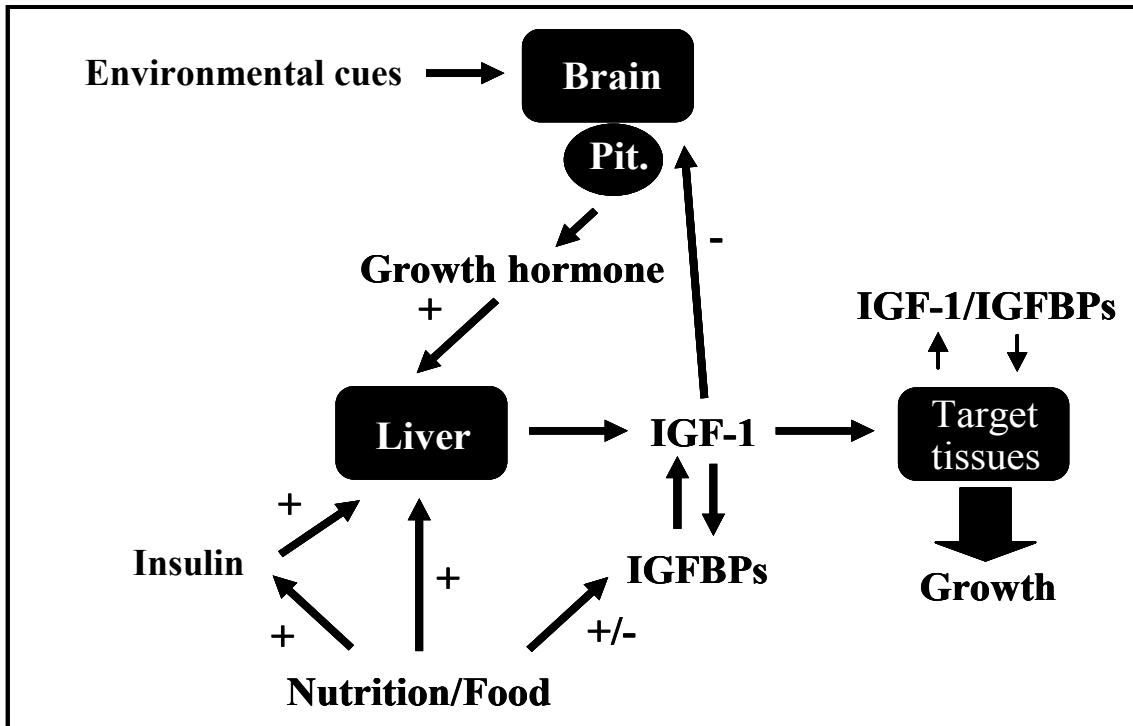 Environmental cues
Brain
Pit.
-
Growth hormone
+
IGF-1/IGFBPs
Liver
IGF-1
Target
tissues
+
Insulin
+
IGFBPs
Growth
+
+/-
Nutrition/Food